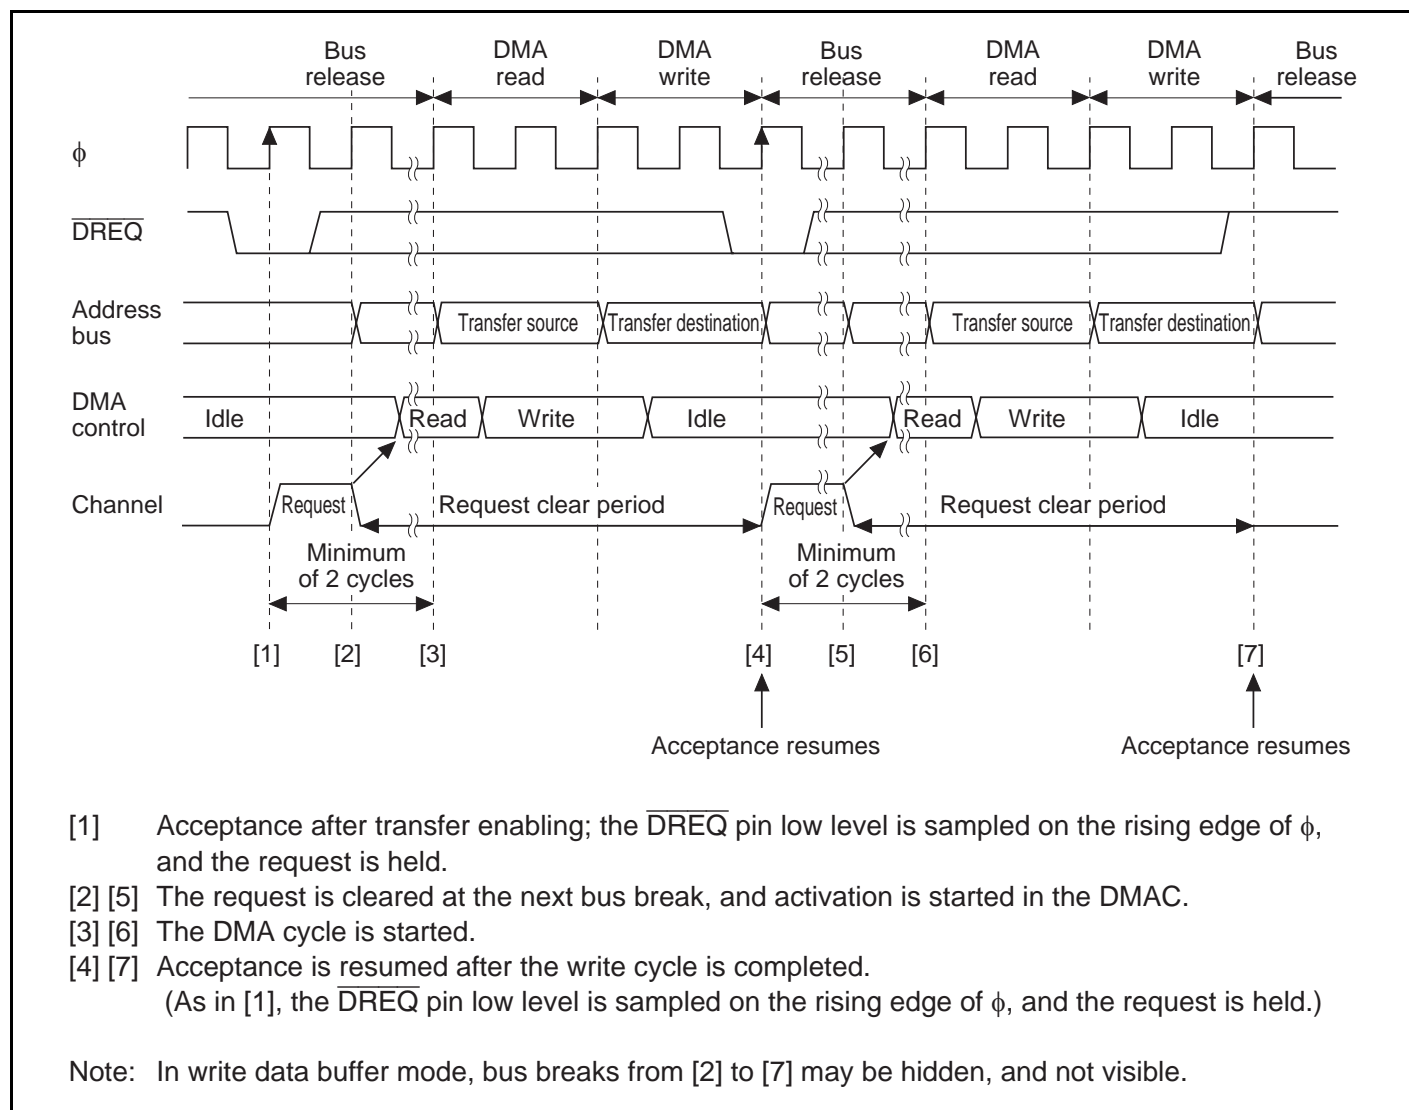 Bus release DMA read DMA write Bus release DMA read DMA write Bus release
φ
DREQ
Address bus Transfer source Transfer destination Transfer source Transfer destination
DMA control Idle Read Write Idle Read Write Idle
Channel Request Request clear period Request Request clear period
Minimum of 2 cycles Minimum of 2 cycles
[1] [2] [3] [4] [5] [6] [7]
Acceptance resumes Acceptance resumes
[1] Acceptance after transfer enabling; the DREQ pin low level is sampled on the rising edge of φ,
and the request is held.
[2] [5] The request is cleared at the next bus break, and activation is started in the DMAC.
[3] [6] The DMA cycle is started.
[4] [7] Acceptance is resumed after the write cycle is completed.
(As in [1], the DREQ pin low level is sampled on the rising edge of φ, and the request is held.)
Note: In write data buffer mode, bus breaks from [2] to [7] may be hidden, and not visible.